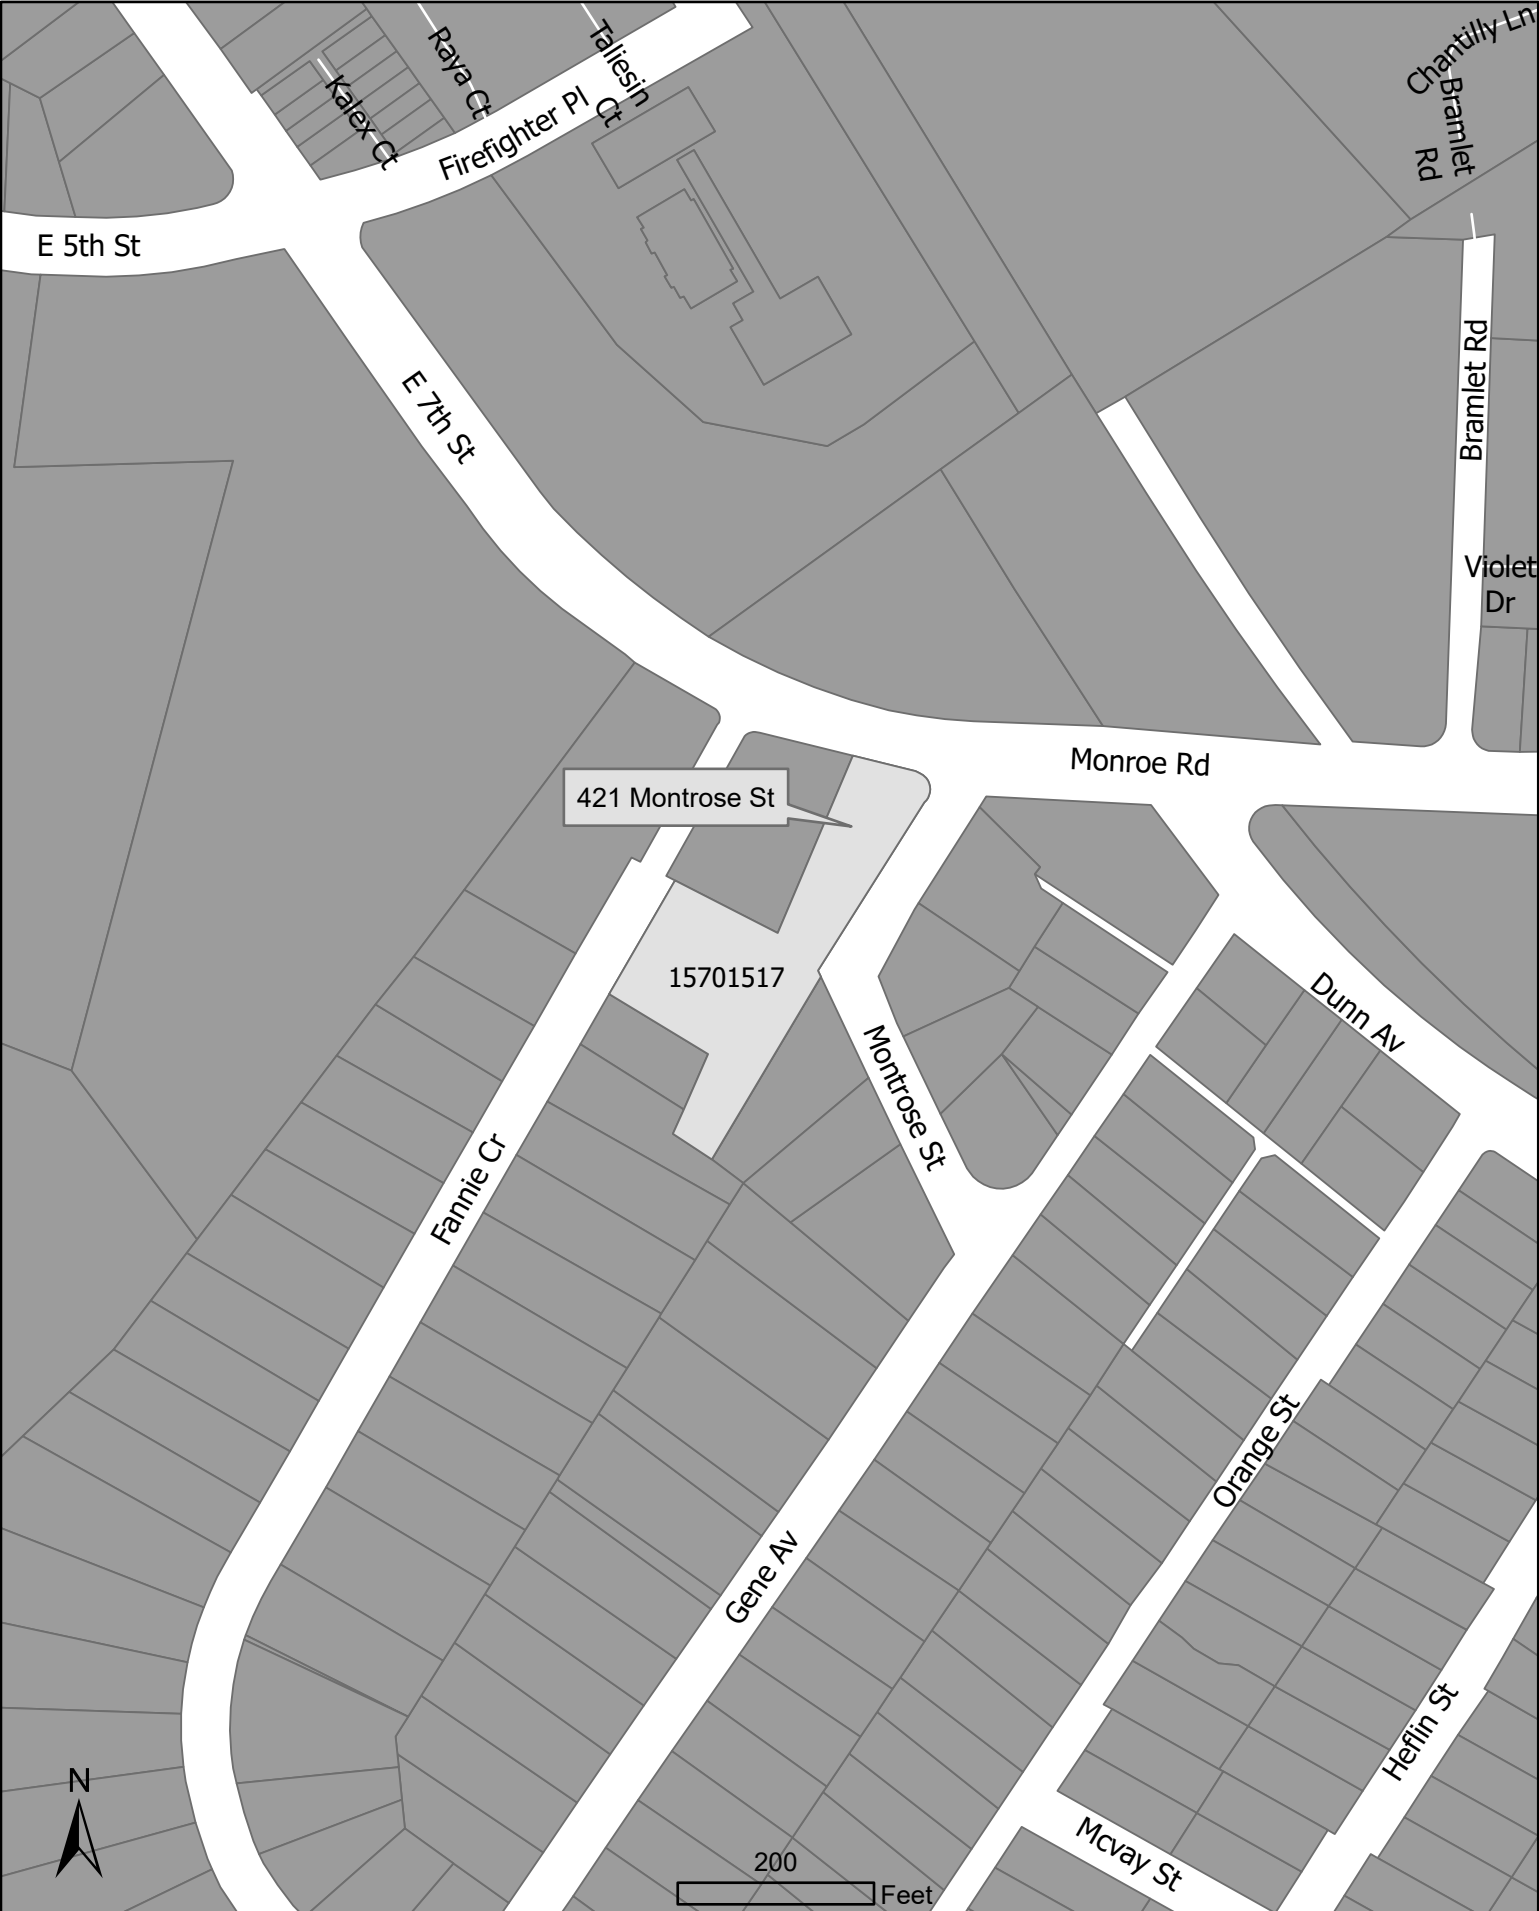 Raya Ct
Taliesin
Ct
Chantilly Ln
Kalex Ct
Firefighter Pl
Bramlet
Rd
E 5th St
Bramlet Rd
E 7th St
Violet
Dr
Monroe Rd
421 Montrose St
15701517
Dunn Av
Montrose St
Fannie Cr
Orange St
Gene Av
Heflin St
N
Mcvay St
200
Feet